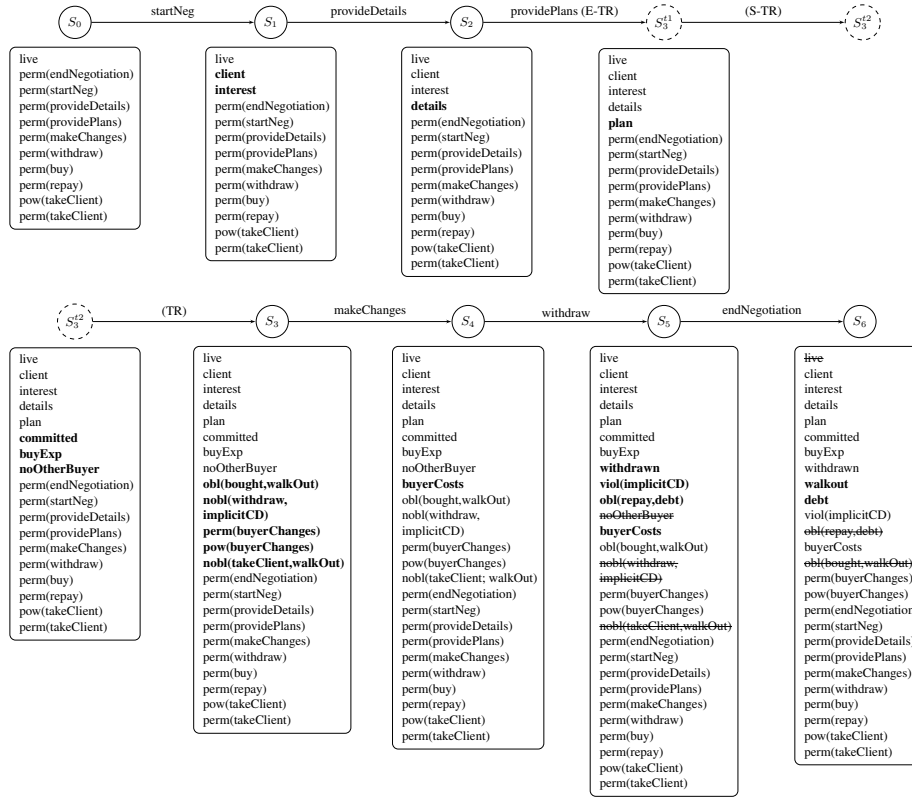 startNeg
provideDetails
providePlans (E-TR)
(S-TR)
S0
S1
S2
S3^t1
S3^t2
live
perm(endNegotiation)
perm(startNeg)
perm(provideDetails)
perm(providePlans)
perm(makeChanges)
perm(withdraw)
perm(buy)
perm(repay)
pow(takeClient)
perm(takeClient)
live
client
interest
perm(endNegotiation)
perm(startNeg)
perm(provideDetails)
perm(providePlans)
perm(makeChanges)
perm(withdraw)
perm(buy)
perm(repay)
pow(takeClient)
perm(takeClient)
live
client
interest
details
perm(endNegotiation)
perm(startNeg)
perm(provideDetails)
perm(providePlans)
perm(makeChanges)
perm(withdraw)
perm(buy)
perm(repay)
pow(takeClient)
perm(takeClient)
live
client
interest
details
plan
perm(endNegotiation)
perm(startNeg)
perm(provideDetails)
perm(providePlans)
perm(makeChanges)
perm(withdraw)
perm(buy)
perm(repay)
pow(takeClient)
perm(takeClient)
(TR)
makeChanges
withdraw
endNegotiation
S3^t2
S3
S4
S5
S6
live
client
interest
details
plan
committed
buyExp
noOtherBuyer
perm(endNegotiation)
perm(startNeg)
perm(provideDetails)
perm(providePlans)
perm(makeChanges)
perm(withdraw)
perm(buy)
perm(repay)
pow(takeClient)
perm(takeClient)
live
client
interest
details
plan
committed
buyExp
noOtherBuyer
obl(bought,walkOut)
nobl(withdraw,
implicitCD)
perm(buyerChanges)
pow(buyerChanges)
nobl(takeClient,walkOut)
perm(endNegotiation)
perm(startNeg)
perm(provideDetails)
perm(providePlans)
perm(makeChanges)
perm(withdraw)
perm(buy)
perm(repay)
pow(takeClient)
perm(takeClient)
live
client
interest
details
plan
committed
buyExp
noOtherBuyer
buyerCosts
obl(bought,walkOut)
nobl(withdraw,
implicitCD)
perm(buyerChanges)
pow(buyerChanges)
nobl(takeClient; walkOut)
perm(endNegotiation)
perm(startNeg)
perm(provideDetails)
perm(providePlans)
perm(makeChanges)
perm(withdraw)
perm(buy)
perm(repay)
pow(takeClient)
perm(takeClient)
live
client
interest
details
plan
committed
buyExp
withdrawn
viol(implicitCD)
obl(repay,debt)
noOtherBuyer
buyerCosts
obl(bought,walkOut)
nobl(withdraw,
implicitCD)
perm(buyerChanges)
pow(buyerChanges)
nobl(takeClient,walkOut)
perm(endNegotiation)
perm(startNeg)
perm(provideDetails)
perm(providePlans)
perm(makeChanges)
perm(withdraw)
perm(buy)
perm(repay)
pow(takeClient)
perm(takeClient)
live
client
interest
details
plan
committed
buyExp
withdrawn
walkout
debt
viol(implicitCD)
obl(repay,debt)
buyerCosts
obl(bought,walkOut)
perm(buyerChanges)
pow(buyerChanges)
perm(endNegotiation
perm(startNeg)
perm(provideDetails)
perm(providePlans)
perm(makeChanges)
perm(withdraw)
perm(buy)
perm(repay)
pow(takeClient)
perm(takeClient)